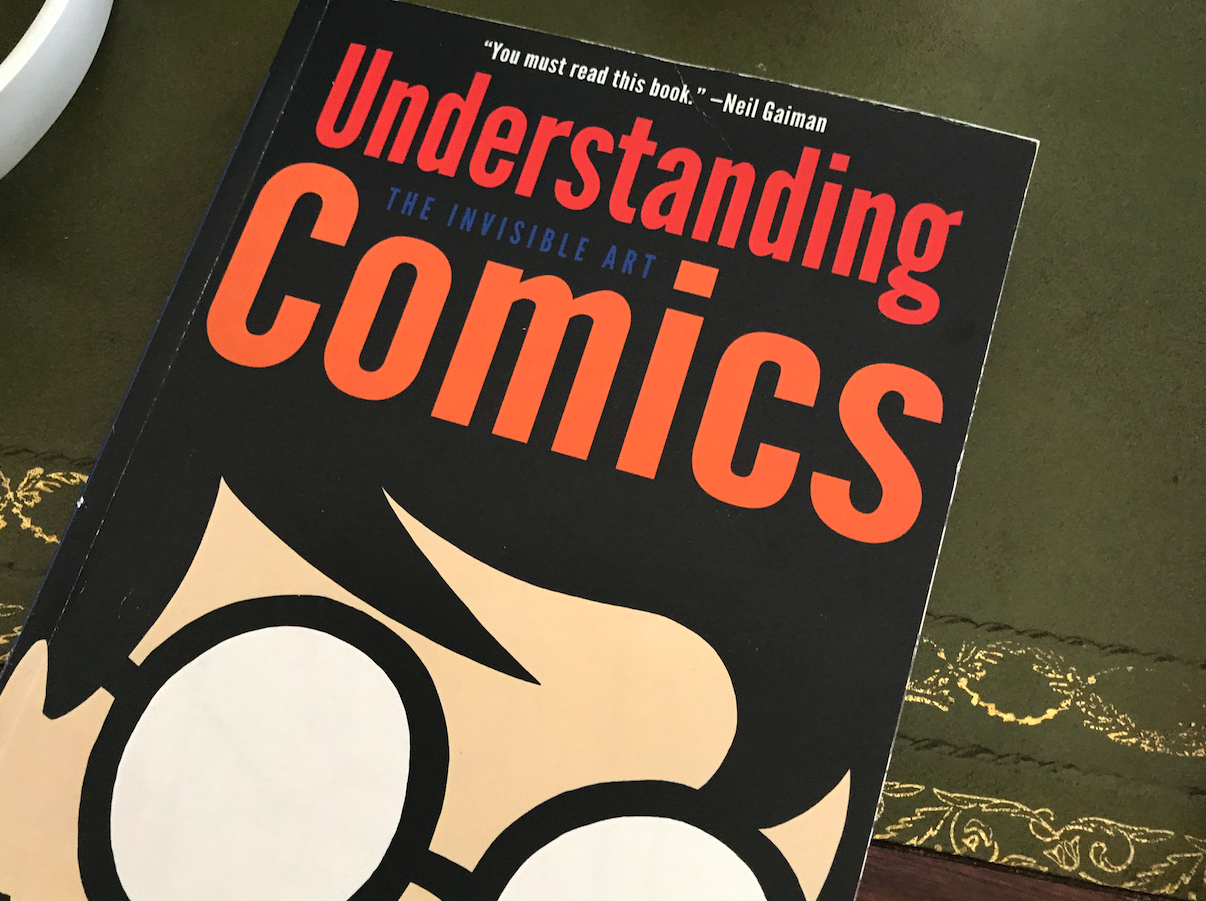 “You must read this book.” –Neil Gaiman
Understanding
THE INVISIBLE ART
Comics